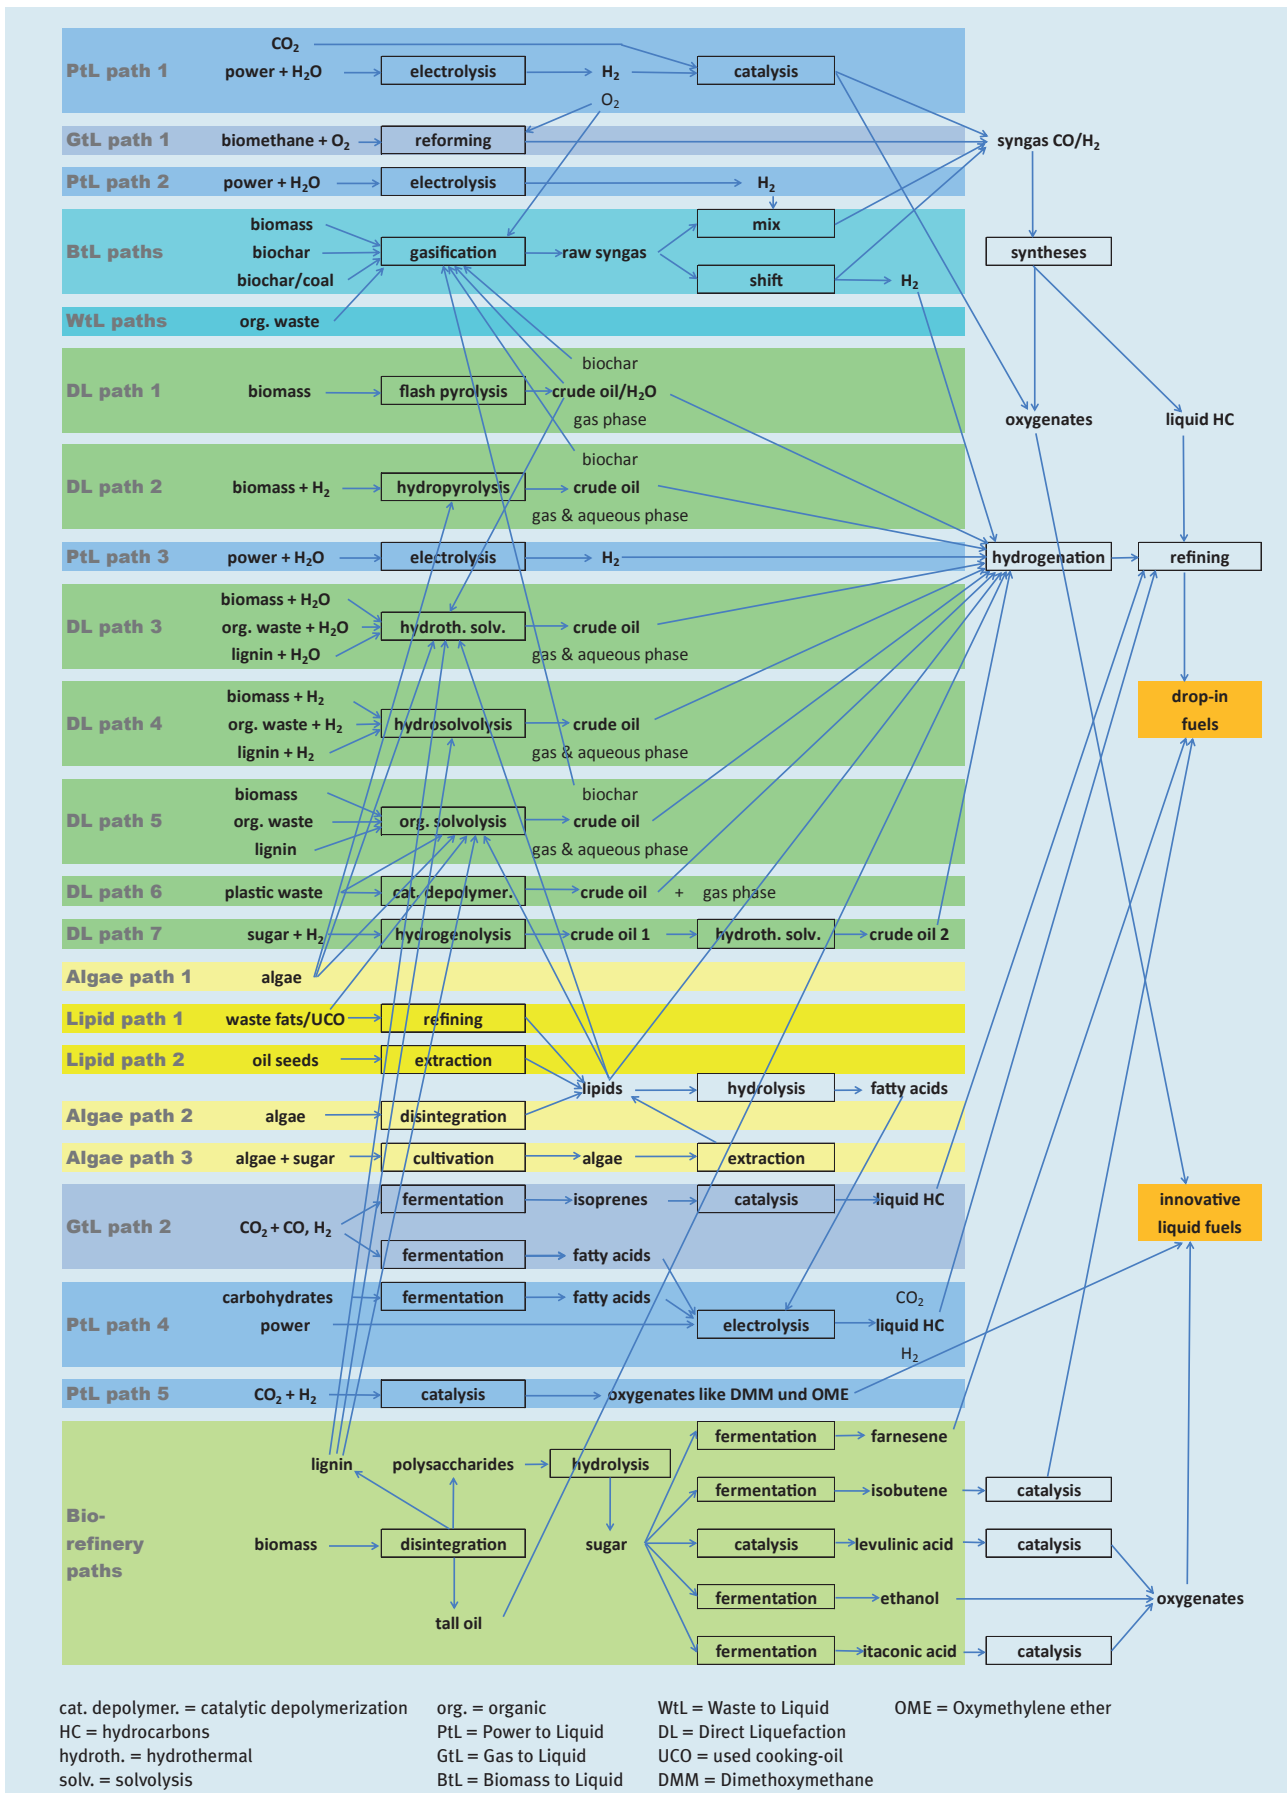 CO₂
PtL path 1
power + H₂O
electrolysis
H₂
catalysis
O₂
GtL path 1
biomethane + O₂
reforming
syngas CO/H₂
PtL path 2
power + H₂O
electrolysis
H₂
biomass
mix
BtL paths
biochar
gasification
raw syngas
syntheses
biochar/coal
shift
H₂
WtL paths
org. waste
biochar
DL path 1
biomass
flash pyrolysis
crude oil/H₂O
gas phase
oxygenates
liquid HC
biochar
DL path 2
biomass + H₂
hydropyrolysis
crude oil
gas & aqueous phase
PtL path 3
power + H₂O
electrolysis
H₂
hydrogenation
refining
biomass + H₂O
DL path 3
org. waste + H₂O
hydroth. solv.
crude oil
lignin + H₂O
gas & aqueous phase
biomass + H₂
DL path 4
org. waste + H₂
hydrosolvolysis
crude oil
lignin + H₂
gas & aqueous phase
drop-in
fuels
biomass
biochar
DL path 5
org. waste
org. solvolysis
crude oil
lignin
gas & aqueous phase
DL path 6
plastic waste
cat. depolymer.
crude oil
+
gas phase
DL path 7
sugar + H₂
hydrogenolysis
crude oil 1
hydroth. solv.
crude oil 2
Algae path 1
algae
Lipid path 1
waste fats/UCO
refining
Lipid path 2
oil seeds
extraction
lipids
hydrolysis
fatty acids
Algae path 2
algae
disintegration
Algae path 3
algae + sugar
cultivation
algae
extraction
fermentation
isoprenes
catalysis
liquid HC
GtL path 2
CO₂ + CO, H₂
fermentation
fatty acids
innovative
liquid fuels
carbohydrates
fermentation
fatty acids
CO₂
PtL path 4
power
electrolysis
liquid HC
H₂
PtL path 5
CO₂ + H₂
catalysis
oxygenates like DMM und OME
fermentation
farnesene
lignin
polysaccharides
hydrolysis
fermentation
isobutene
catalysis
Bio-
refinery
paths
biomass
disintegration
sugar
catalysis
levulinic acid
catalysis
fermentation
ethanol
oxygenates
tall oil
fermentation
itaconic acid
catalysis
cat. depolymer. = catalytic depolymerization
HC = hydrocarbons
hydroth. = hydrothermal
solv. = solvolysis
org. = organic
PtL = Power to Liquid
GtL = Gas to Liquid
BtL = Biomass to Liquid
WtL = Waste to Liquid
DL = Direct Liquefaction
UCO = used cooking-oil
DMM = Dimethoxymethane
OME = Oxymethylene ether